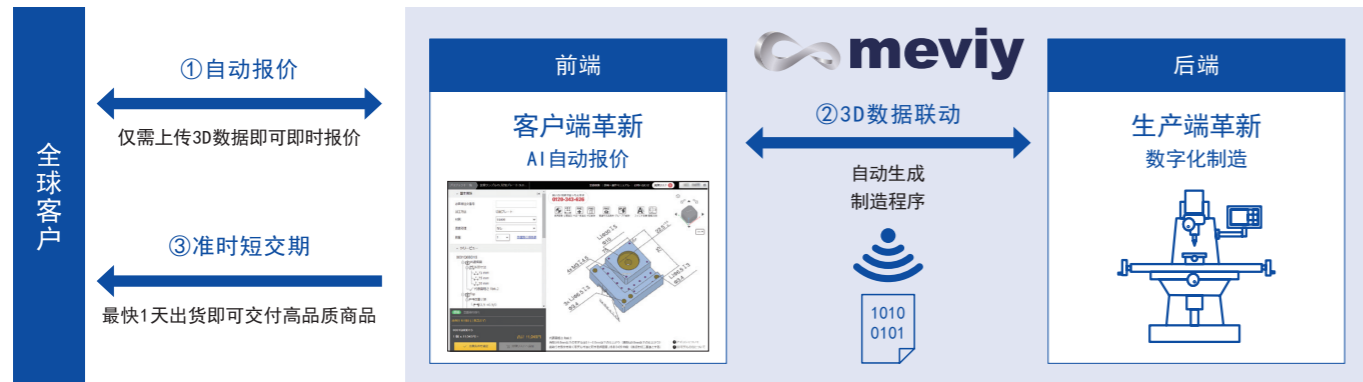 全球客户
①自动报价
仅需上传3D数据即可即时报价
③准时短交期
最快1天出货即可交付高品质商品
前端
客户端革新
AI自动报价
0120-343-626
meviy
②3D数据联动
自动生成
制造程序
1010
0101
后端
生产端革新
数字化制造